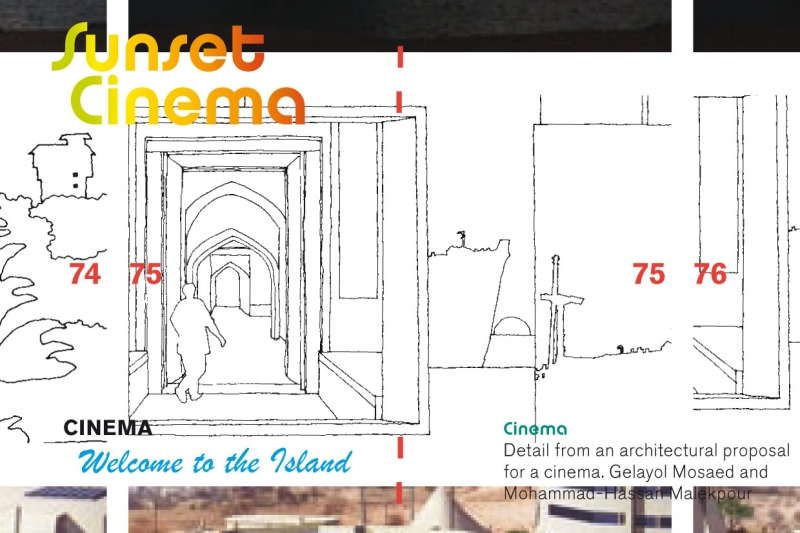 Sunset
Cinema
74
75
75
76
CINEMA
Welcome to the Island
Cinema
Detail from an architectural proposal
for a cinema. Gelayol Mosaed and
Mohammad-Hassan Malekpour